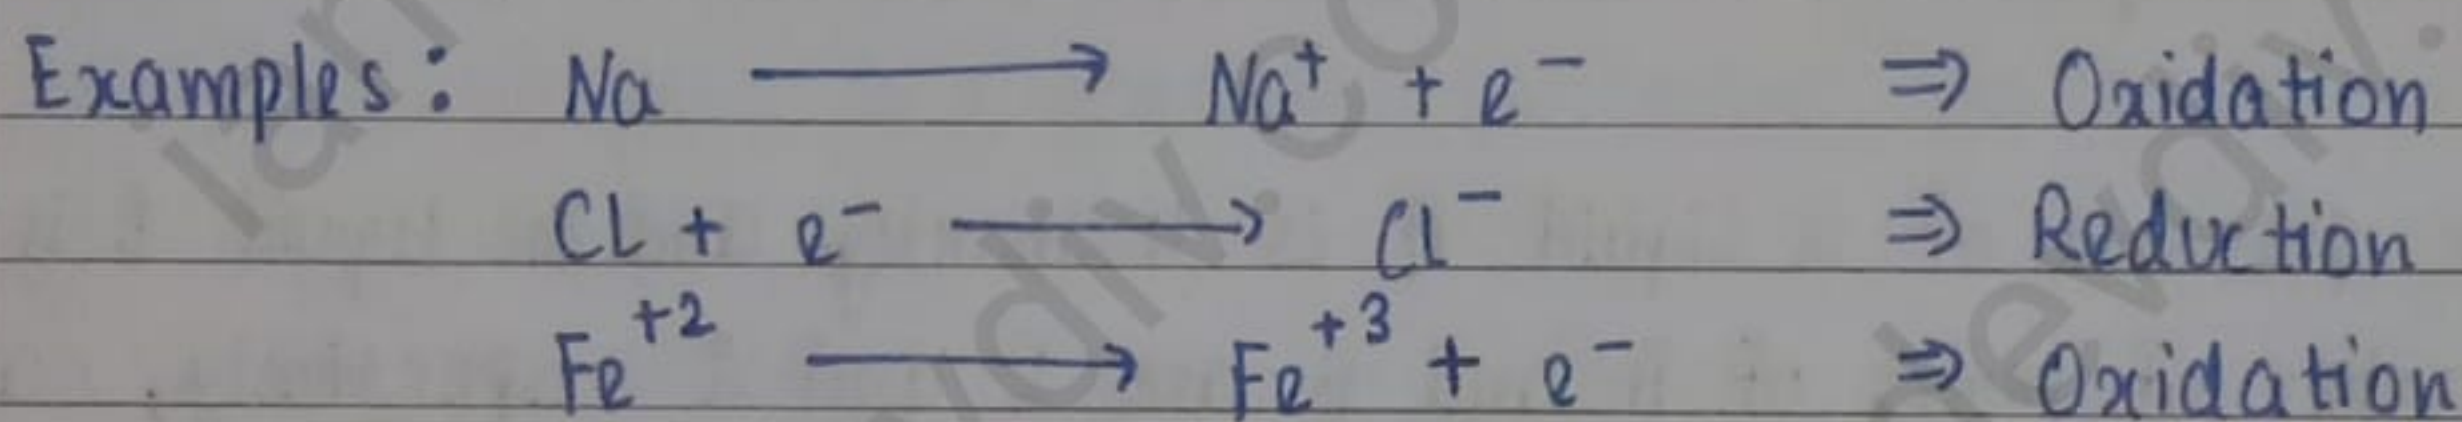 Examples: Na ⟶ Na⁺ + e⁻ ⇒ Oxidation
CL + e⁻ ⟶ Cl⁻ ⇒ Reduction
Fe⁺² ⟶ Fe⁺³ + e⁻ ⇒ Oxidation